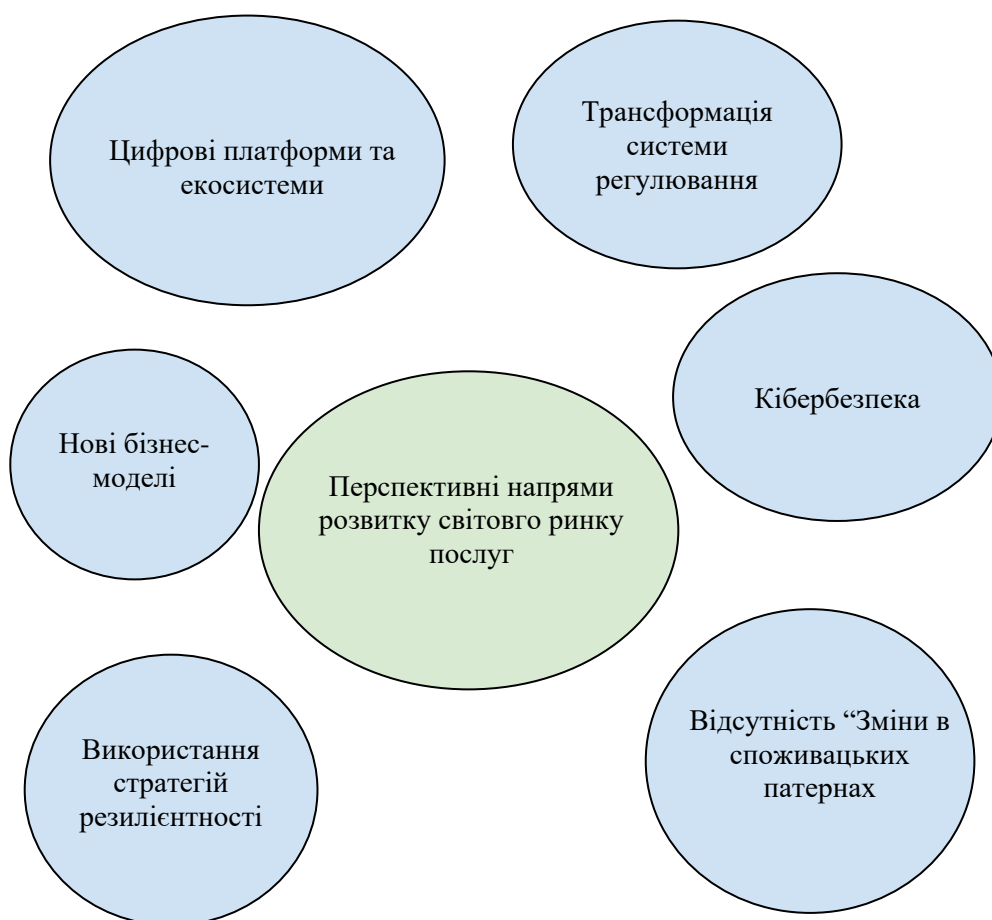 Цифрові платформи та
екосистеми
Трансформація
системи
регулювання
Кібербезпека
Нові бізнес-
моделі
Перспективні напрями
розвитку світовго ринку
послуг
Відсутність “Зміни в
споживацьких
патернах
Використання
стратегій
резилієнтності